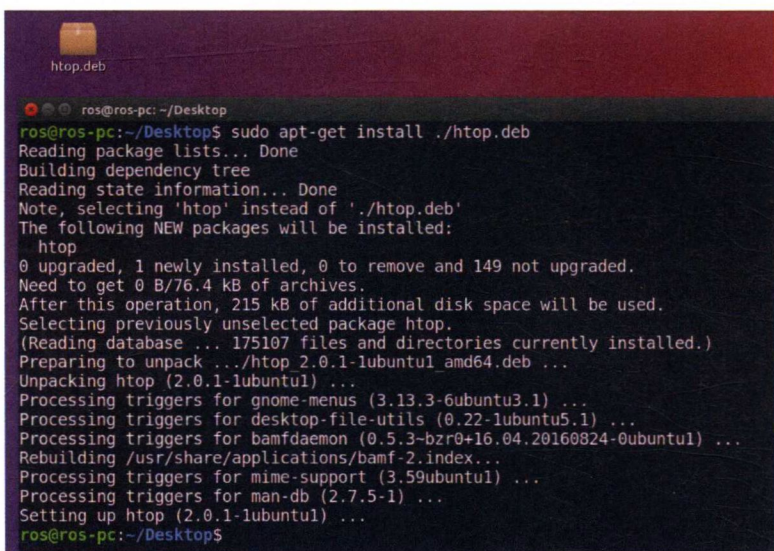 htop.deb
ros@ros-pc: ~/Desktop
ros@ros-pc:~/Desktop$ sudo apt-get install ./htop.deb
Reading package lists... Done
Building dependency tree
Reading state information... Done
Note, selecting 'htop' instead of './htop.deb'
The following NEW packages will be installed:
  htop
0 upgraded, 1 newly installed, 0 to remove and 149 not upgraded.
Need to get 0 B/76.4 kB of archives.
After this operation, 215 kB of additional disk space will be used.
Selecting previously unselected package htop.
(Reading database ... 175107 files and directories currently installed.)
Preparing to unpack .../htop_2.0.1-1ubuntu1_amd64.deb ...
Unpacking htop (2.0.1-1ubuntu1) ...
Processing triggers for gnome-menus (3.13.3-6ubuntu3.1) ...
Processing triggers for desktop-file-utils (0.22-1ubuntu5.1) ...
Processing triggers for bamfdaemon (0.5.3~bzr0+16.04.20160824-0ubuntu1) ...
Rebuilding /usr/share/applications/bamf-2.index...
Processing triggers for mime-support (3.59ubuntu1) ...
Processing triggers for man-db (2.7.5-1) ...
Setting up htop (2.0.1-1ubuntu1) ...
ros@ros-pc:~/Desktop$